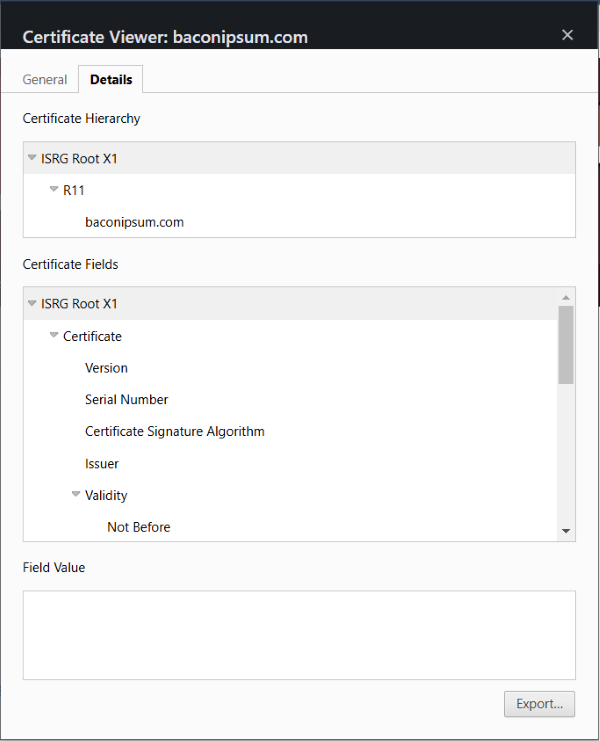 Certificate Viewer: baconipsum.com
General
Details
Certificate Hierarchy
ISRG Root X1
R11
baconipsum.com
Certificate Fields
ISRG Root X1
Certificate
Version
Serial Number
Certificate Signature Algorithm
Issuer
Validity
Not Before
Field Value
Export...